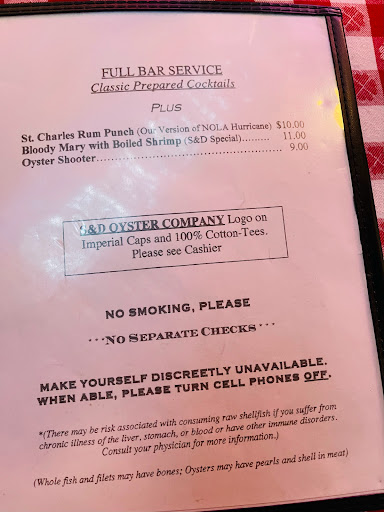 FULL BAR SERVICE
Classic Prepared Cocktails
PLUS
St. Charles Rum Punch (Our Version of NOLA Hurricane) $10.00
Bloody Mary with Boiled Shrimp (S&D Special)......... 11.00
Oyster Shooter................................................... 9.00
S&D OYSTER COMPANY Logo on
Imperial Caps and 100% Cotton-Tees.
Please see Cashier
NO SMOKING, PLEASE
···NO SEPARATE CHECKS···
MAKE YOURSELF DISCREETLY UNAVAILABLE.
WHEN ABLE, PLEASE TURN CELL PHONES OFF.
*(There may be risk associated with consuming raw shellfish if you suffer from
chronic illness of the liver, stomach, or blood or have other immune disorders.
Consult your physician for more information.)
(Whole fish and filets may have bones; Oysters may have pearls and shell in meat)